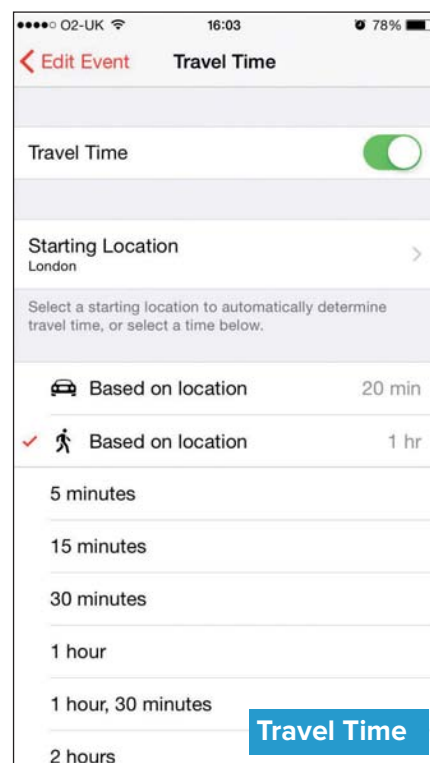 O2-UK 16:03 78%
Edit Event Travel Time
Travel Time
Starting Location
London
Select a starting location to automatically determine
travel time, or select a time below.
Based on location 20 min
Based on location 1 hr
5 minutes
15 minutes
30 minutes
1 hour
1 hour, 30 minutes
2 hours
Travel Time